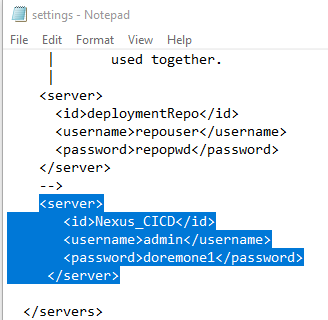 settings - Notepad
File Edit Format View Help
| used together.
|
<server>
<id>deploymentRepo</id>
<username>repouser</username>
<password>repopwd</password>
</server>
-->
<server>
<id>Nexus_CICD</id>
<username>admin</username>
<password>doremone1</password>
</server>
</servers>